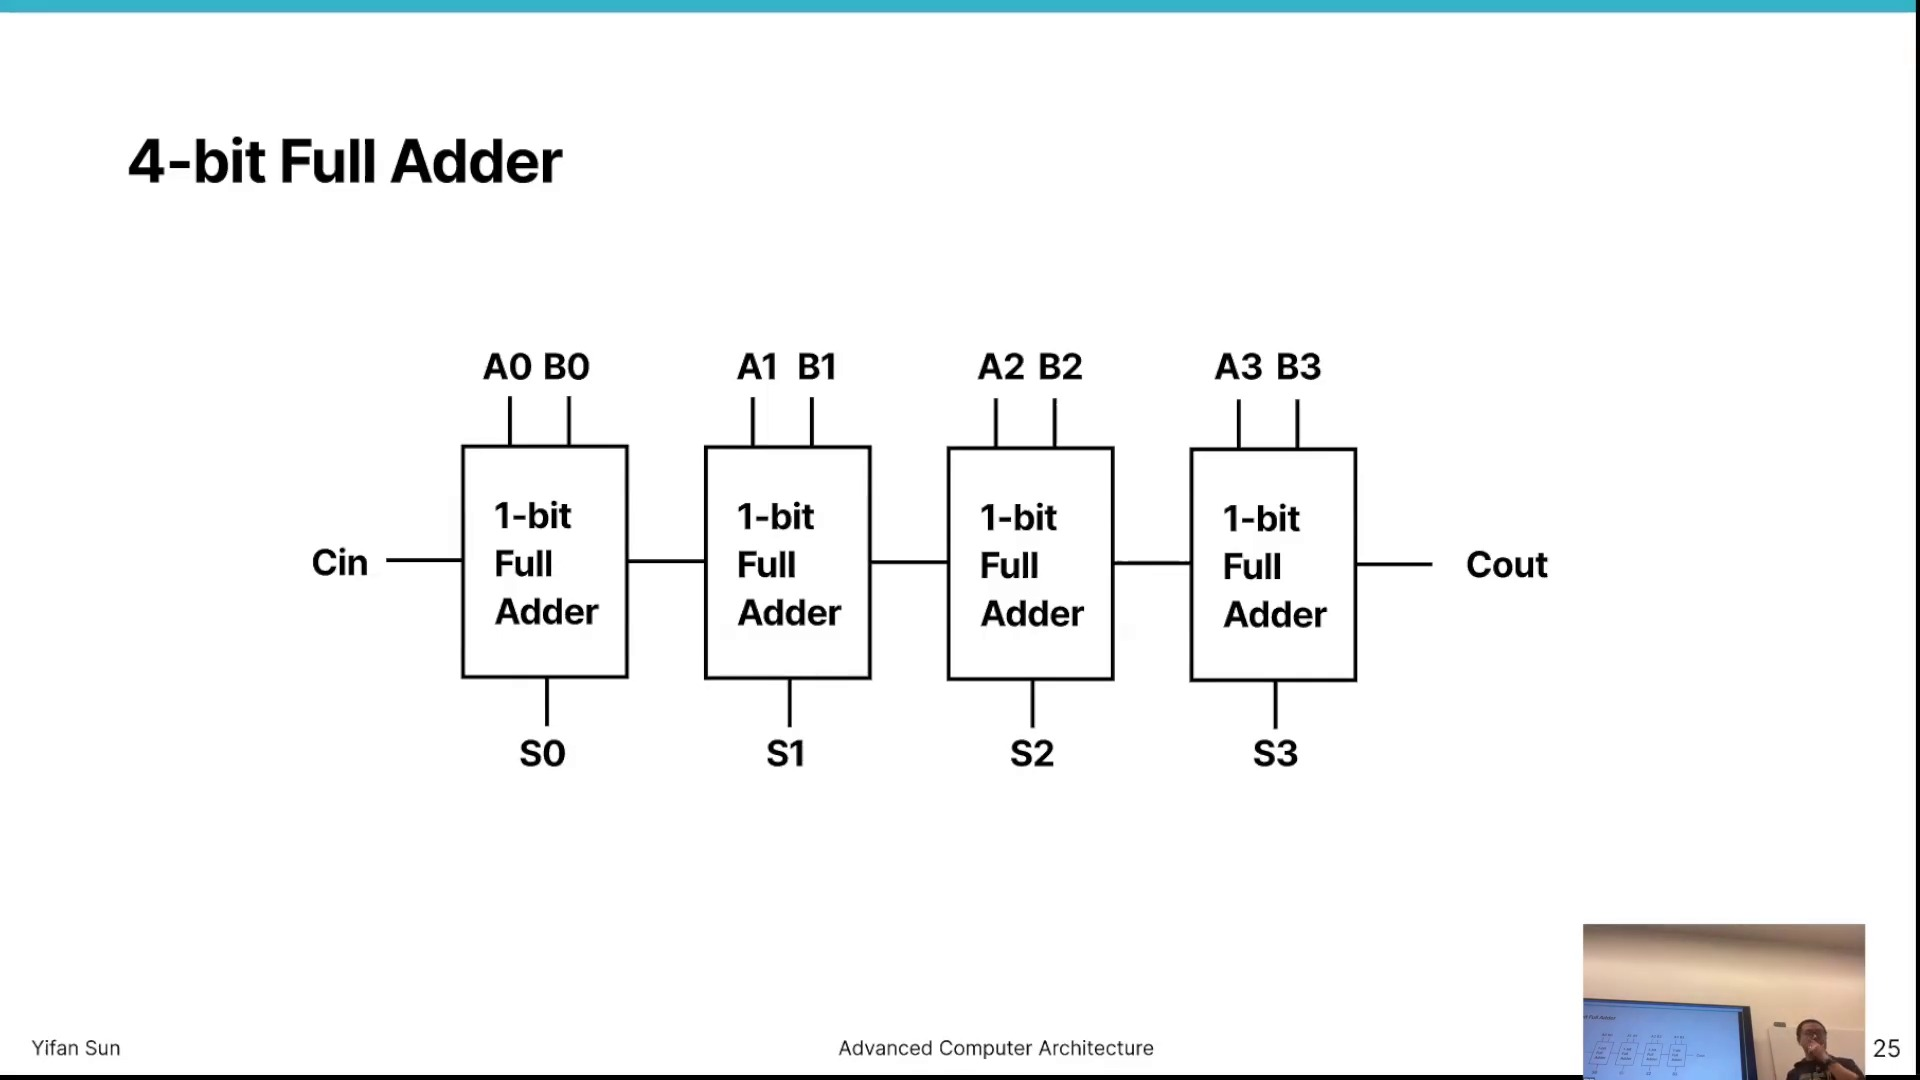 4-bit Full Adder
A0 B0 A1 B1 A2 B2 A3 B3
1-bit
Full
Adder
1-bit
Full
Adder
1-bit
Full
Adder
1-bit
Full
Adder
Cin
Cout
S0 S1 S2 S3
Yifan Sun
Advanced Computer Architecture
25